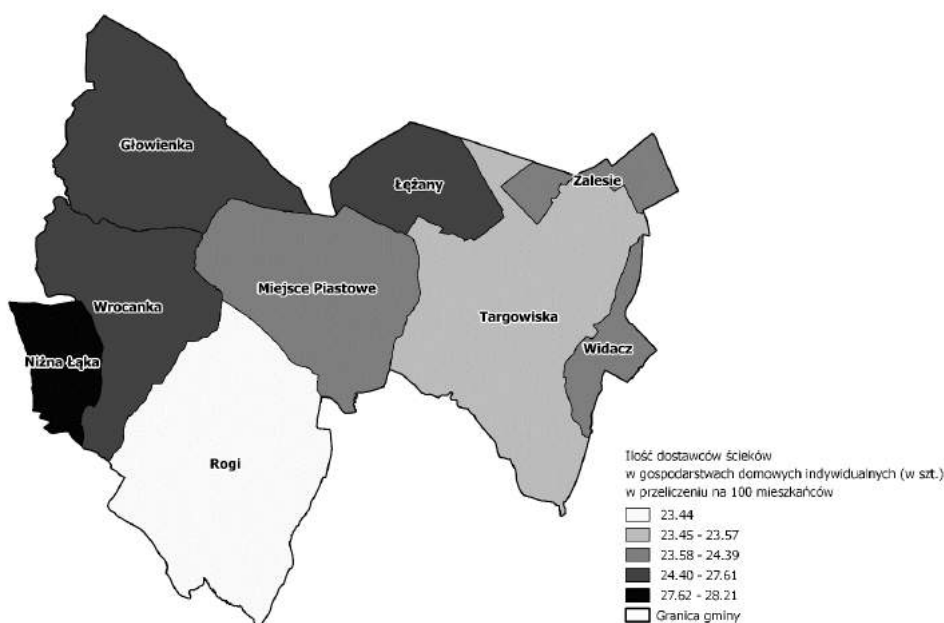 Głowienka
Łężany
Zalesie
Miejsce Piastowe
Wrocanka
Targowiska
Niżna Łąka
Widacz
Rogi
Ilość dostawców ścieków
w gospodarstwach domowych indywidualnych (w szt.)
w przeliczeniu na 100 mieszkańców
23.44
23.45 - 23.57
23.58 - 24.39
24.40 - 27.61
27.62 - 28.21
Granica gminy